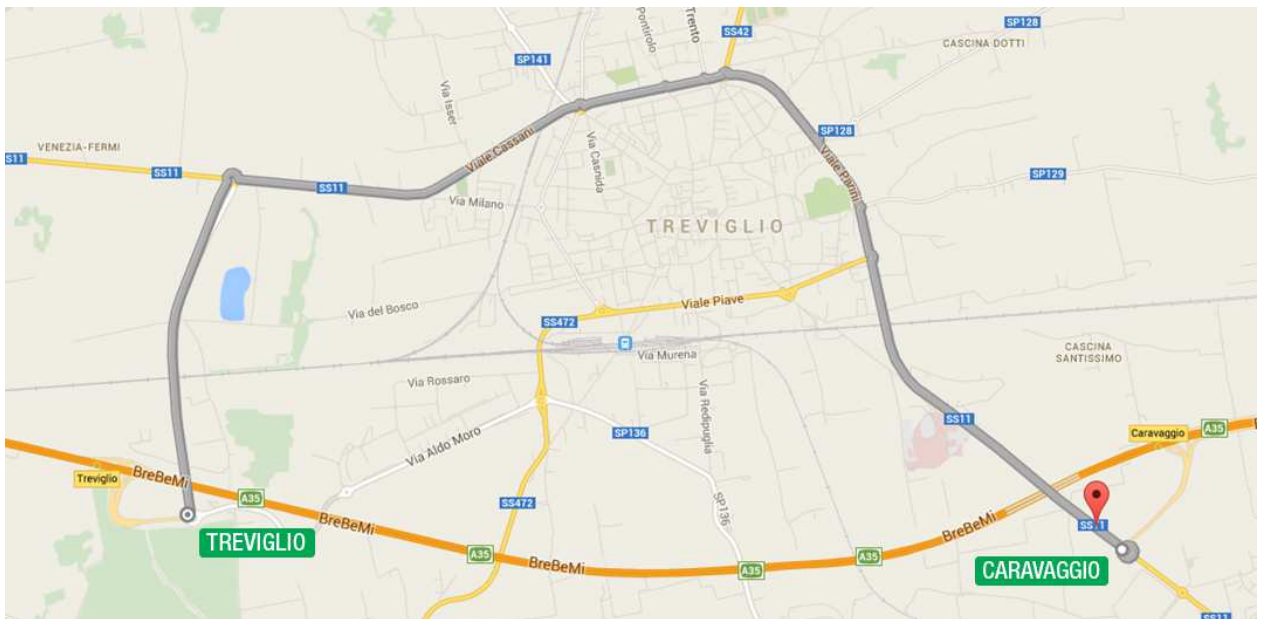 SP128
Trento
Pontirolo
SS42
CASCINA DOTTI
SP141
Via Isser
SP128
VENEZIA-FERMI
Viale Cassani
Via Casnida
SS11
SS11
SS11
Viale Parini
SP129
Via Milano
TREVIGLIO
Via del Bosco
Viale Piave
SS472
Via Murena
CASCINA
SANTISSIMO
Via Rossaro
Via Redipuglia
SS11
Via Aldo Moro
SP136
Caravaggio
A35
Treviglio
BreBeMi
A35
SS472
SP136
BreBeMi
BreBeMi
SS11
TREVIGLIO
A35
BreBeMi
A35
A35
CARAVAGGIO
SS11